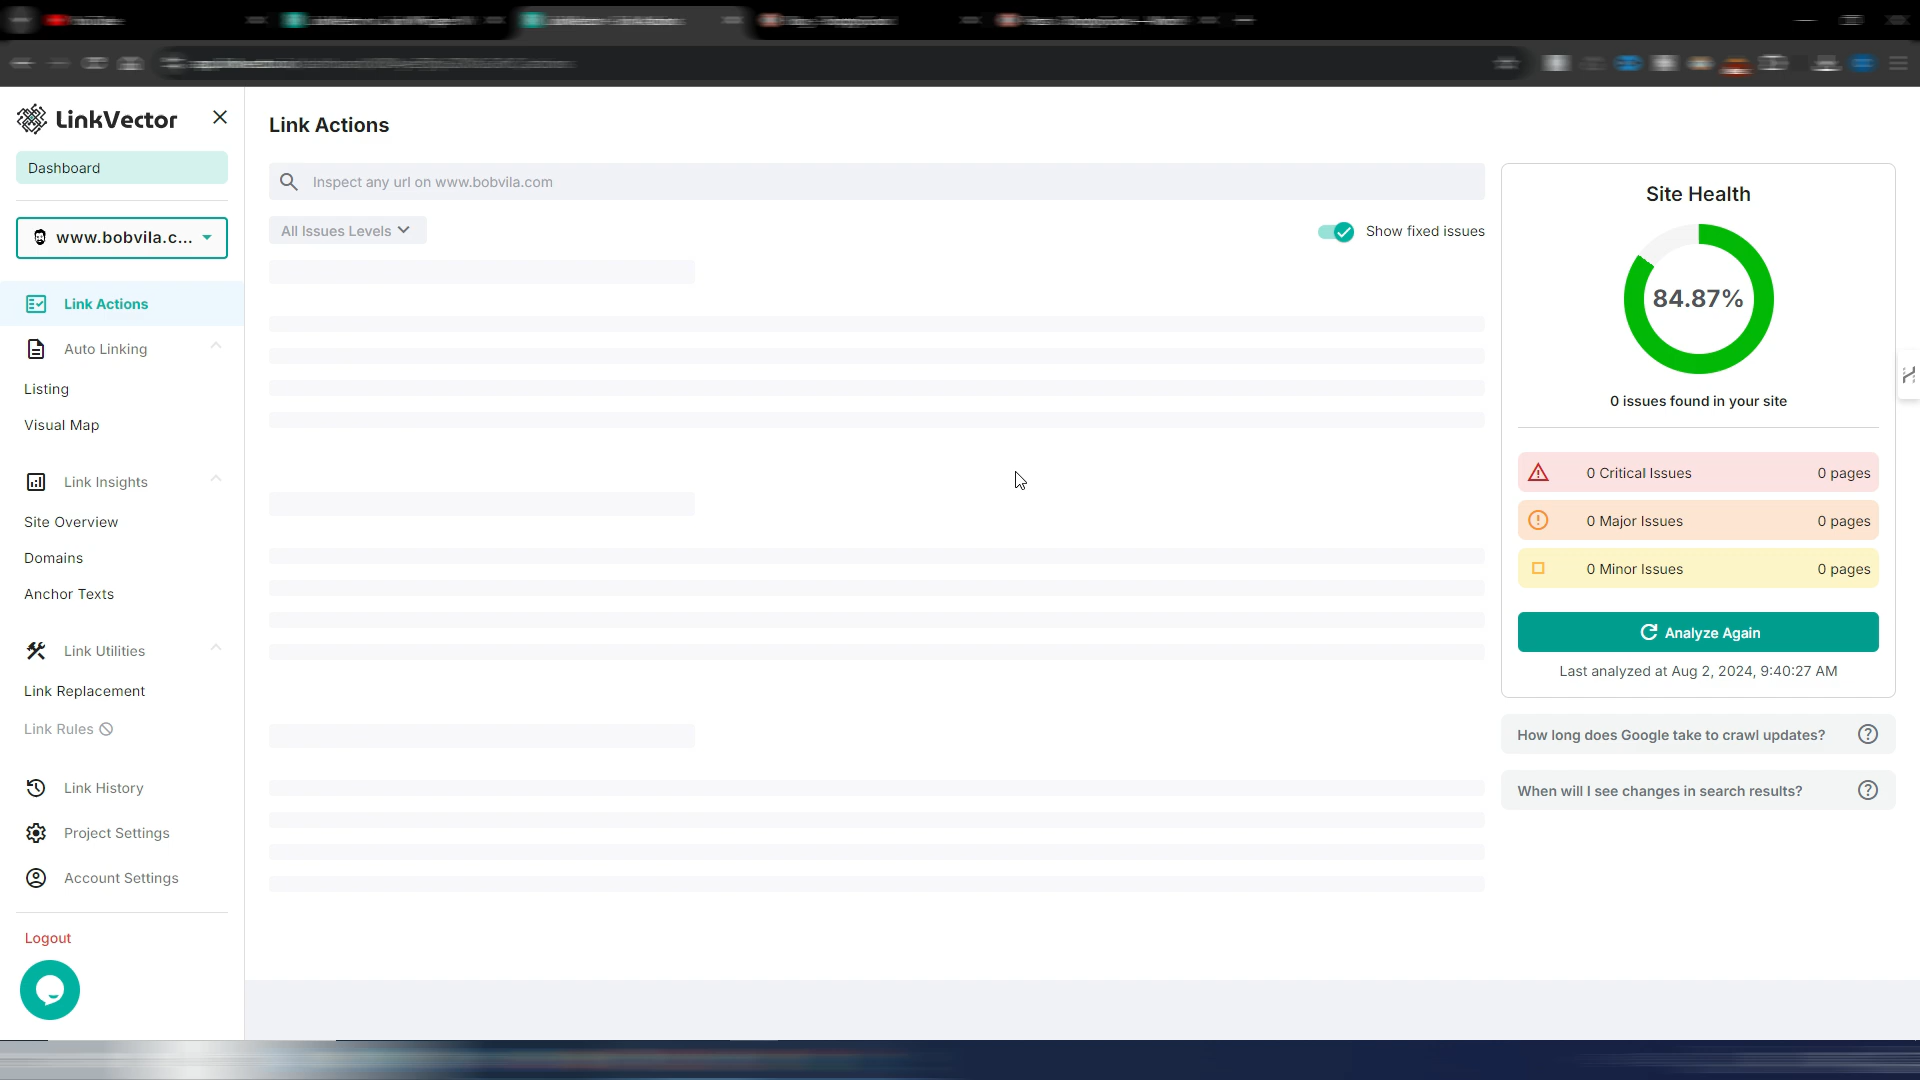 LinkVector
Dashboard
www.bobvila.c...
Link Actions
Auto Linking
Listing
Visual Map
Link Insights
Site Overview
Domains
Anchor Texts
Link Utilities
Link Replacement
Link Rules
Link History
Project Settings
Account Settings
Logout
Link Actions
Inspect any url on www.bobvila.com
All Issues Levels
Show fixed issues
Site Health
84.87%
0 issues found in your site
0 Critical Issues 0 pages
0 Major Issues 0 pages
0 Minor Issues 0 pages
Analyze Again
Last analyzed at Aug 2, 2024, 9:40:27 AM
How long does Google take to crawl updates?
When will I see changes in search results?